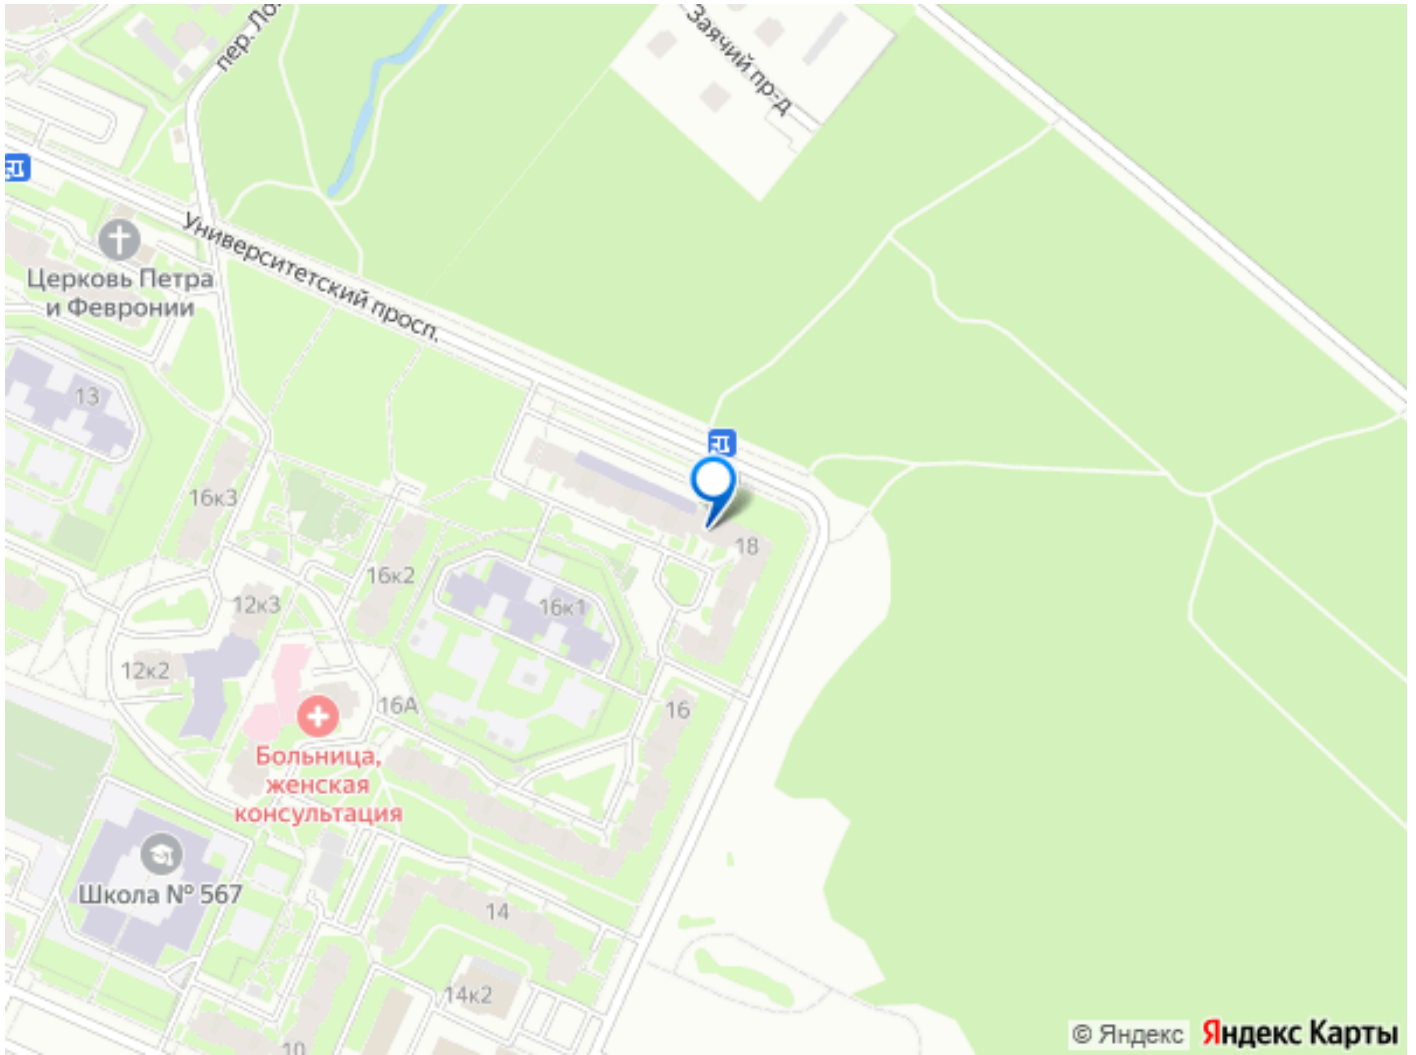 пер. Ло
Заячий пр-д
Университетский просп.
Церковь Петра
и Февронии
13
16к3
18
16к2
12к3
16к1
12к2
16А
16
Больница,
женская
консультация
Школа № 567
14
14к2
10
© Яндекс Яндекс Карты